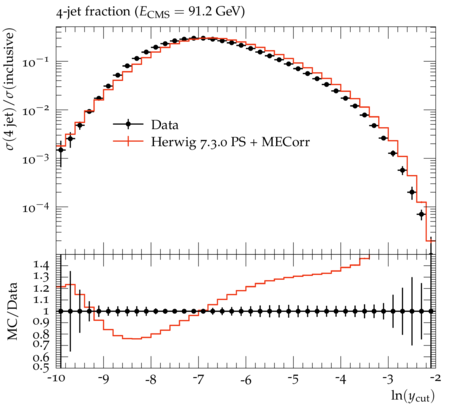 4-jet fraction (E_CMS = 91.2 GeV)
σ(4 jet)/σ(inclusive)
10⁻¹
10⁻²
10⁻³
10⁻⁴
Data
Herwig 7.3.0 PS + MECorr
MC/Data
1.4
1.3
1.2
1.1
1
0.9
0.8
0.7
0.6
0.5
-10 -9 -8 -7 -6 -5 -4 -3 -2
ln(y_cut)